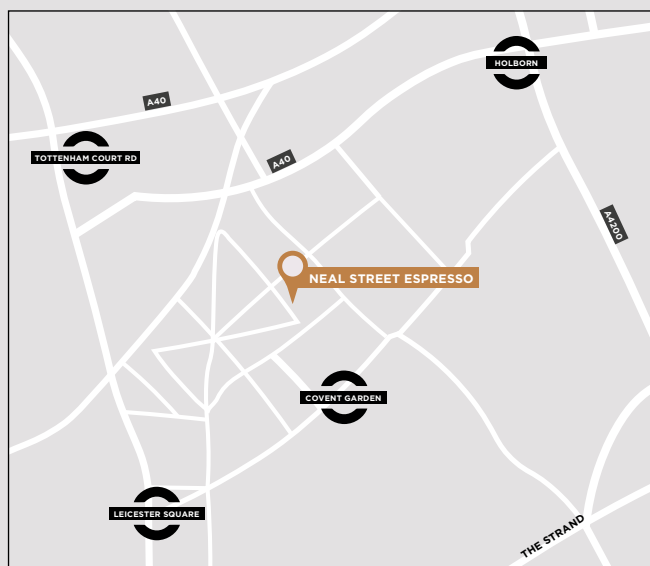 HOLBORN
A40
TOTTENHAM COURT RD
A40
A4200
NEAL STREET ESPRESSO
COVENT GARDEN
LEICESTER SQUARE
THE STRAND